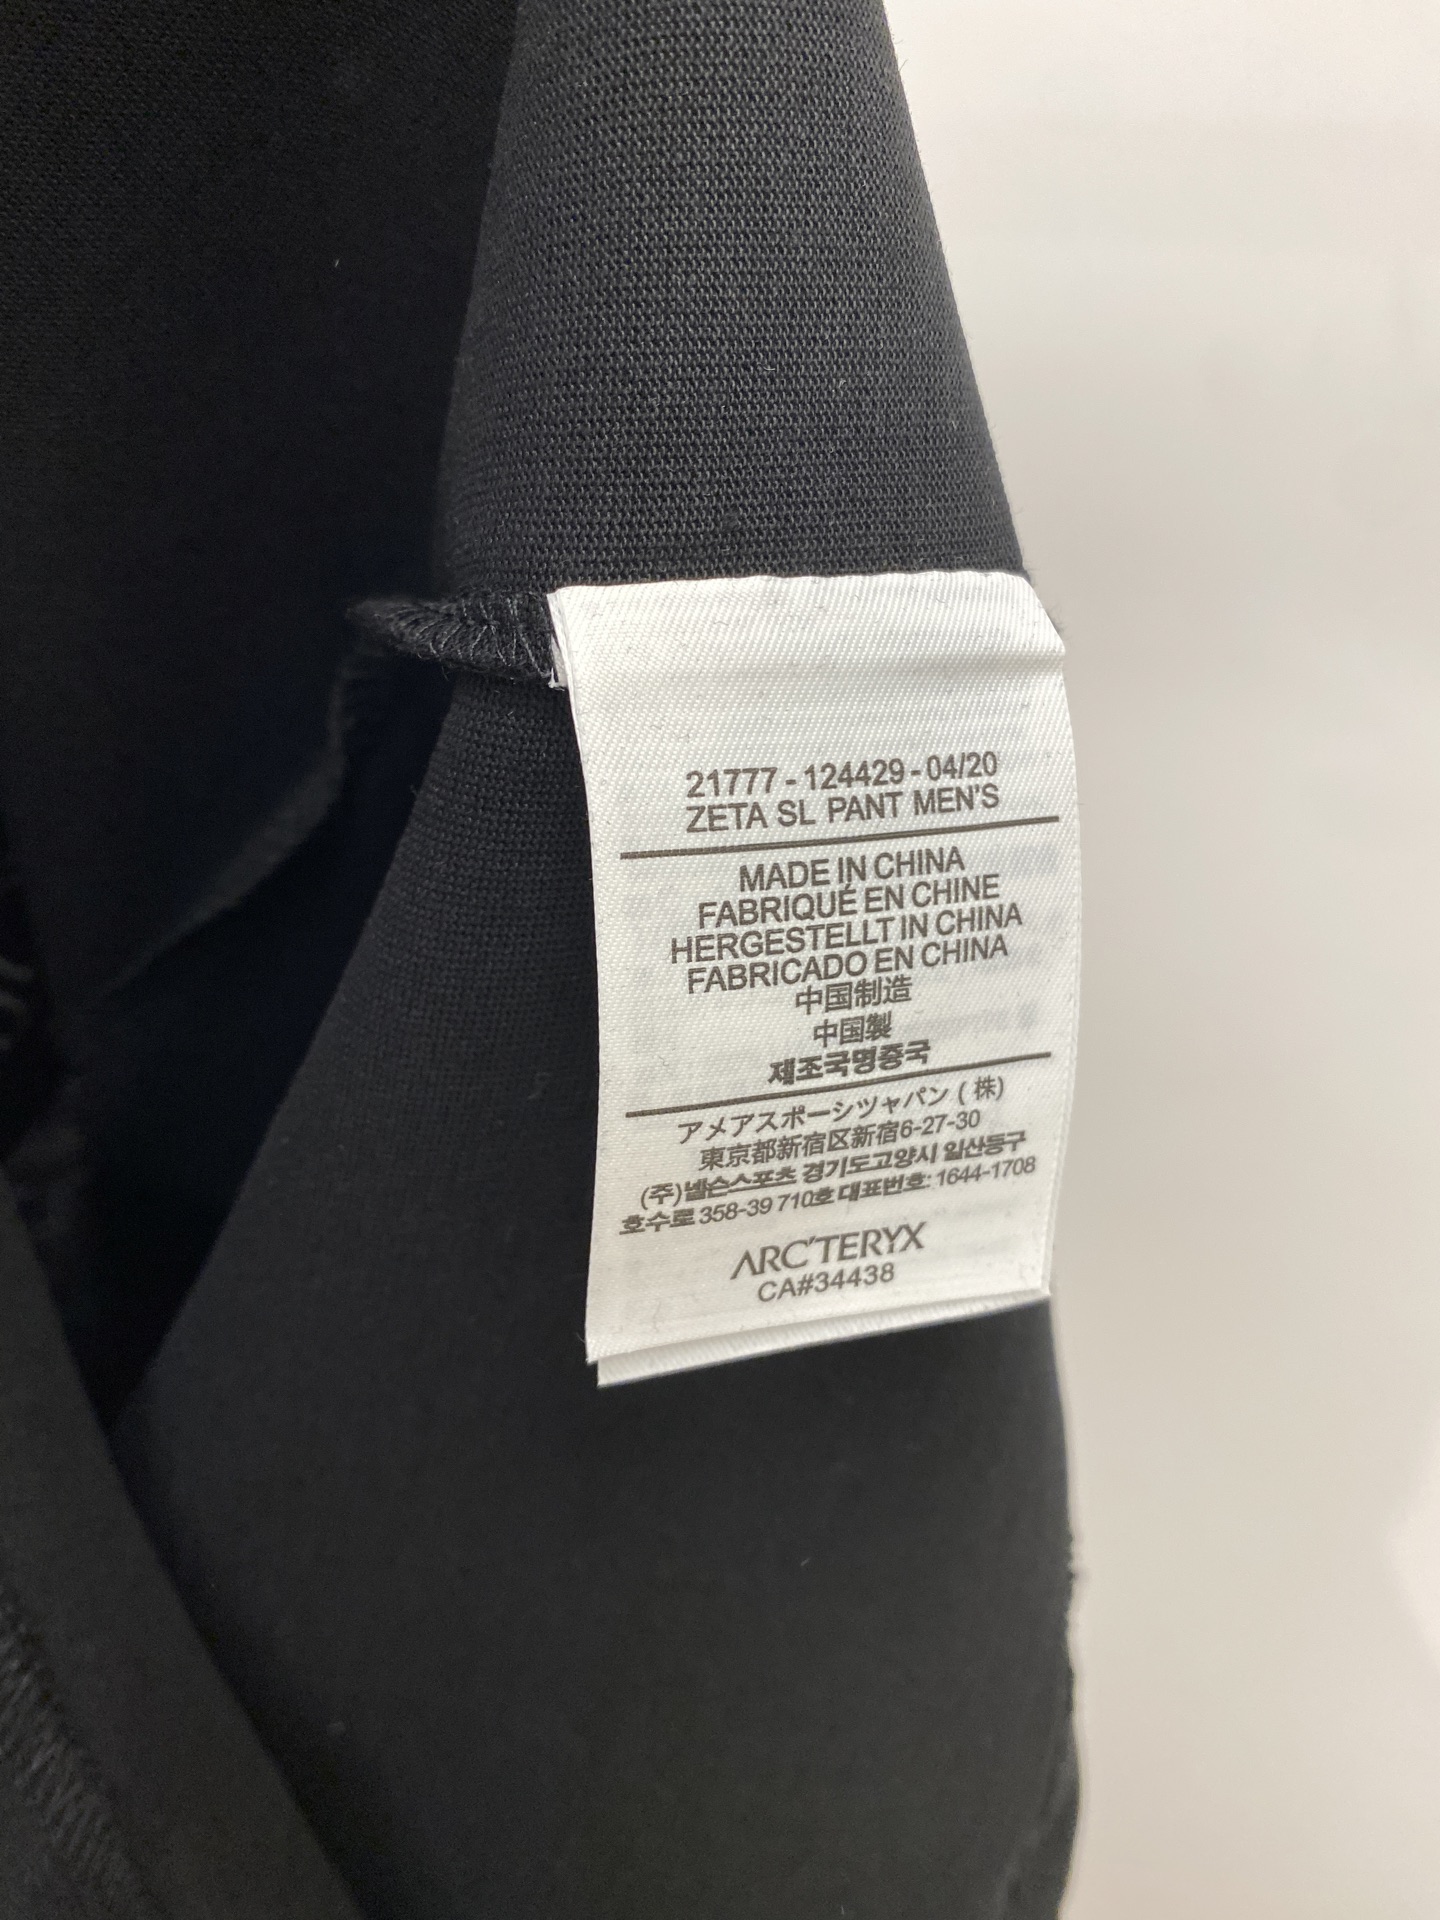 21777 - 124429 - 04/20
ZETA SL PANT MEN'S
MADE IN CHINA
FABRIQUÉ EN CHINE
HERGESTELLT IN CHINA
FABRICADO EN CHINA
中国制造
中国製
제조국명중국
アメアスポーシツャパン (株)
東京都新宿区新宿6-27-30
(주)넬슨스포츠 경기도고양시 일산동구
호수로 358-39 710호 대표번호: 1644-1708
ARC'TERYX
CA#34438